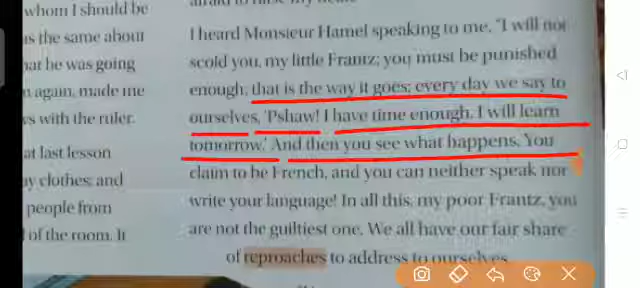 whom I should be
as the same about
hat he was going
n again, made me
vs with the ruler.
at last lesson
ay clothes; and
people from
of the room. It
I heard Monsieur Hamel speaking to me. "I will not
scold you, my little Frantz; you must be punished
enough; that is the way it goes; every day we say to
ourselves, 'Pshaw! I have time enough. I will learn
tomorrow.' And then you see what happens. You
claim to be French, and you can neither speak nor
write your language! In all this, my poor Frantz, you
are not the guiltiest one. We all have our fair share
of reproaches to address to ourselves.